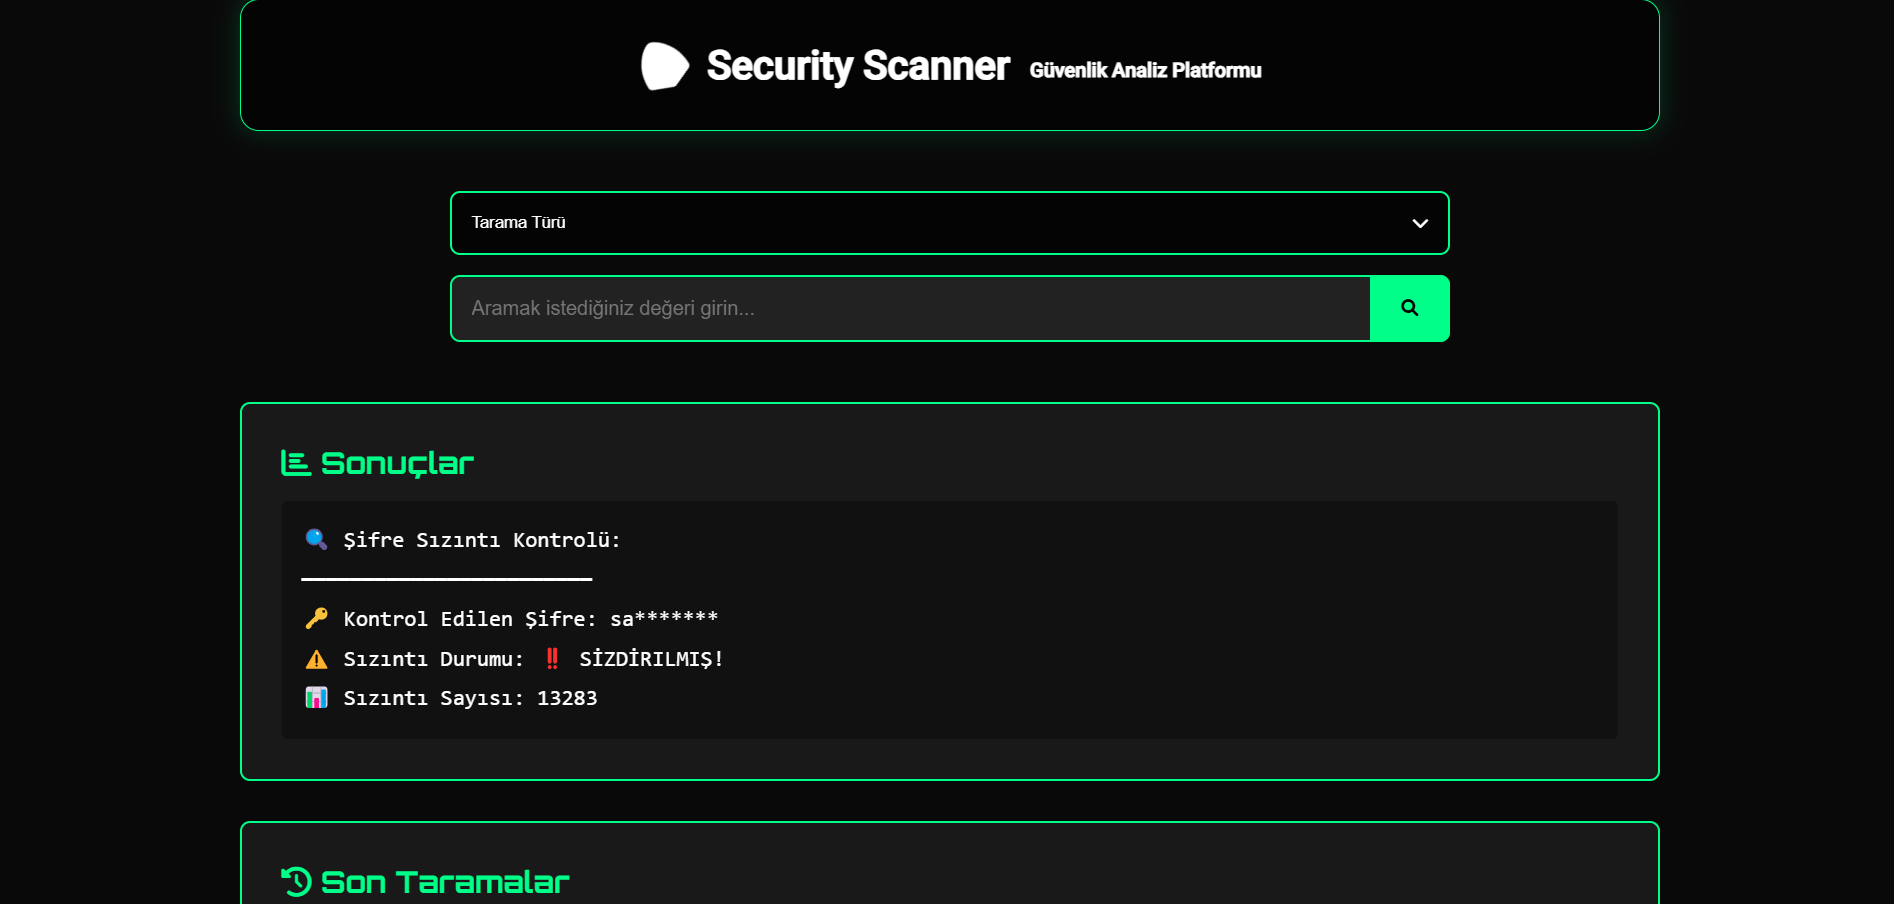 Security Scanner Güvenlik Analiz Platformu
Tarama Türü
Aramak istediğiniz değeri girin...
Sonuçlar
Şifre Sızıntı Kontrolü:
Kontrol Edilen Şifre: sa*******
Sızıntı Durumu: ‼️ SİZDİRILMIŞ!
Sızıntı Sayısı: 13283
Son Taramalar